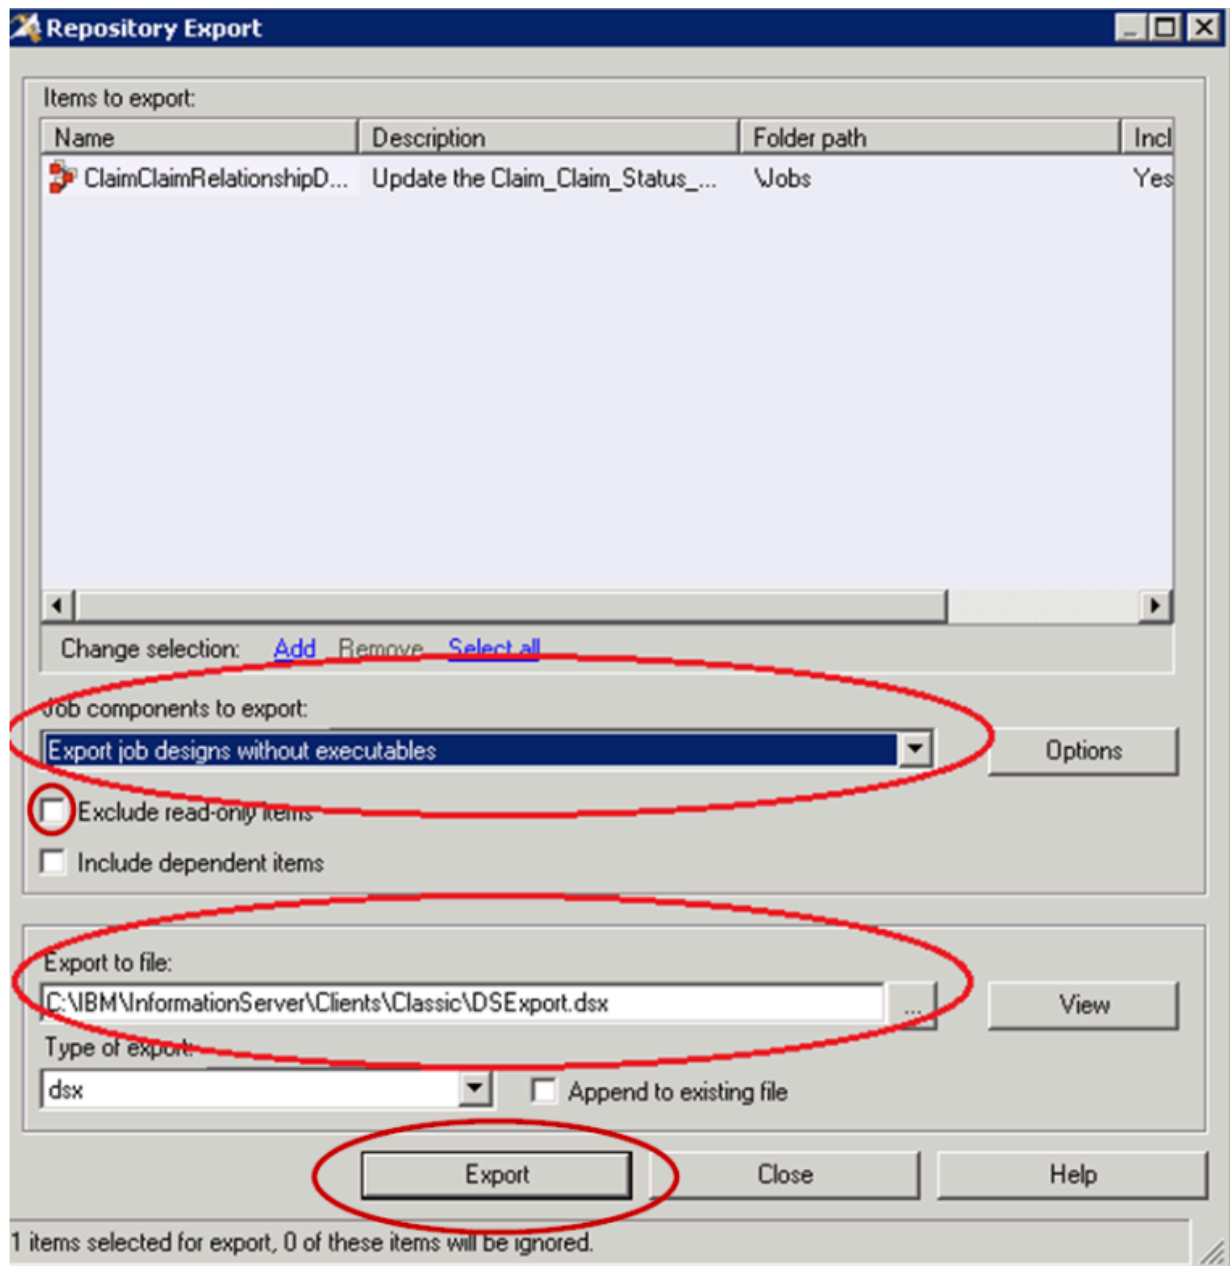 Repository Export
Items to export:
Name Description Folder path Incl
ClaimClaimRelationshipD... Update the Claim_Claim_Status_... \Jobs Yes
Change selection: Add Remove Select all
Job components to export:
Export job designs without executables Options
Exclude read-only items
Include dependent items
Export to file:
C:\IBM\InformationServer\Clients\Classic\DSExport.dsx ... View
Type of export:
dsx Append to existing file
Export Close Help
1 items selected for export, 0 of these items will be ignored.